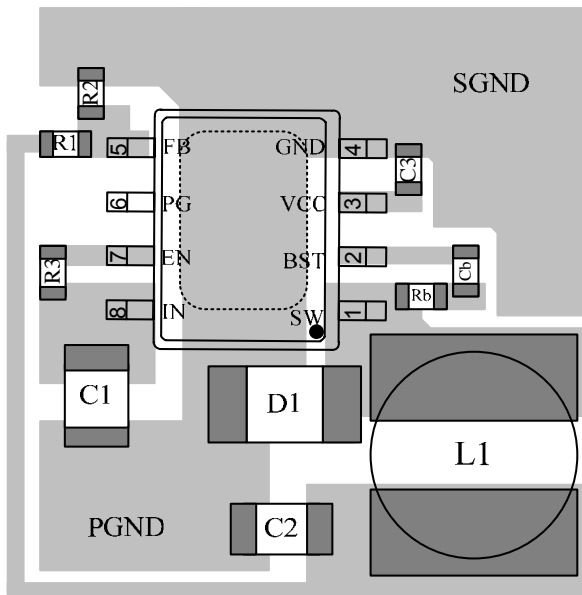 SGND
R2
R1
5
FB
GND
4
C3
6
PG
VCC
3
R3
7
EN
BST
2
Cb
8
IN
SW
1
Rb
C1
D1
L1
PGND
C2